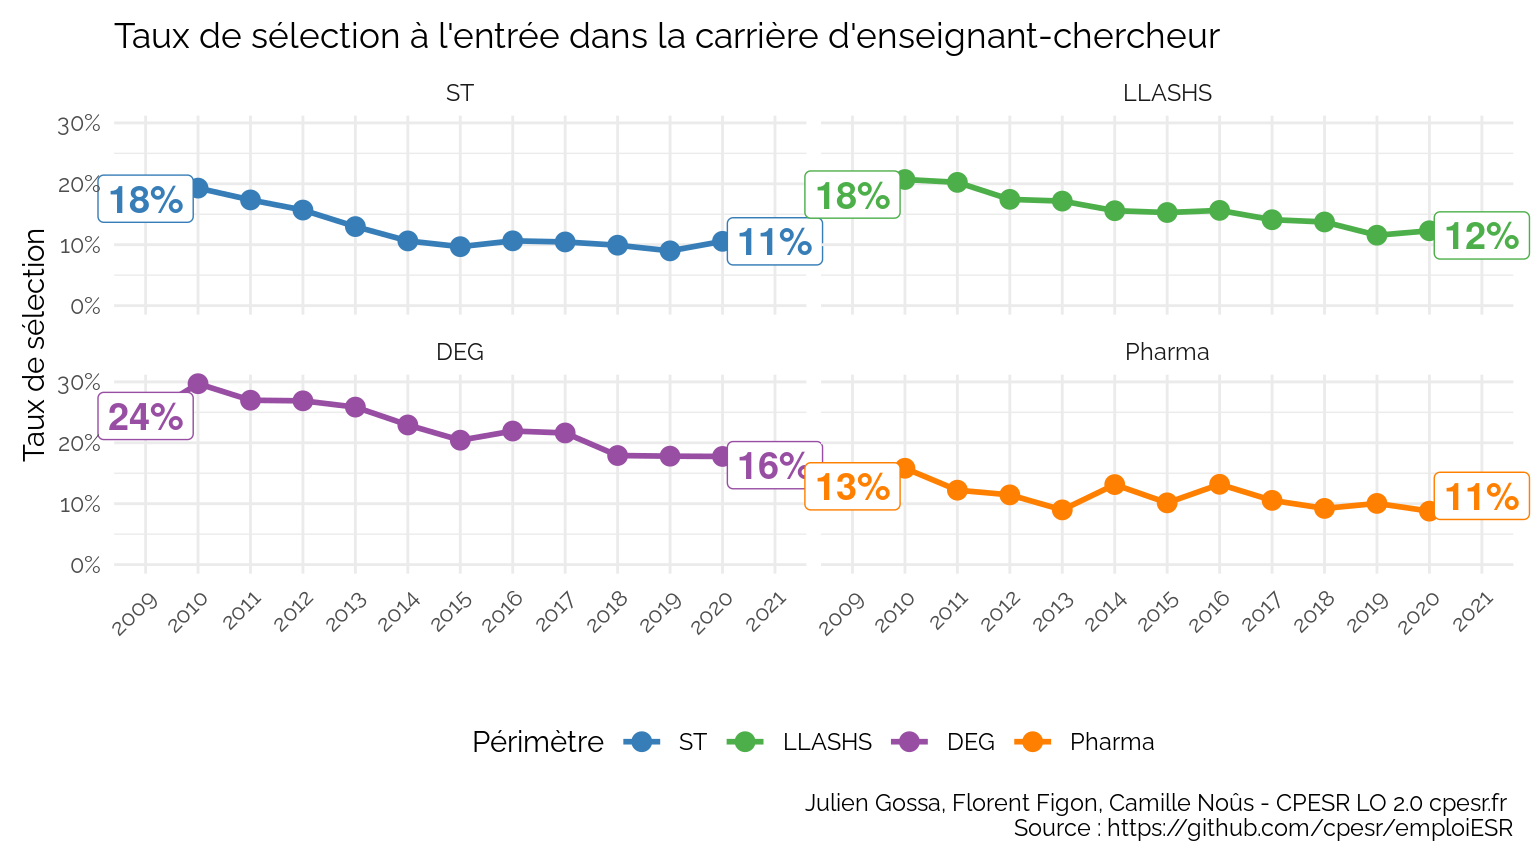 Taux de sélection à l'entrée dans la carrière d'enseignant-chercheur
ST
LLASHS
30%
20%
10%
0%
18%
11%
18%
12%
DEG
Pharma
30%
20%
10%
0%
24%
16%
13%
11%
Taux de sélection
2009 2010 2011 2012 2013 2014 2015 2016 2017 2018 2019 2020 2021
2009 2010 2011 2012 2013 2014 2015 2016 2017 2018 2019 2020 2021
Périmètre ST LLASHS DEG Pharma
Julien Gossa, Florent Figon, Camille Noûs - CPESR LO 2.0 cpesr.fr
Source : https://github.com/cpesr/emploiESR